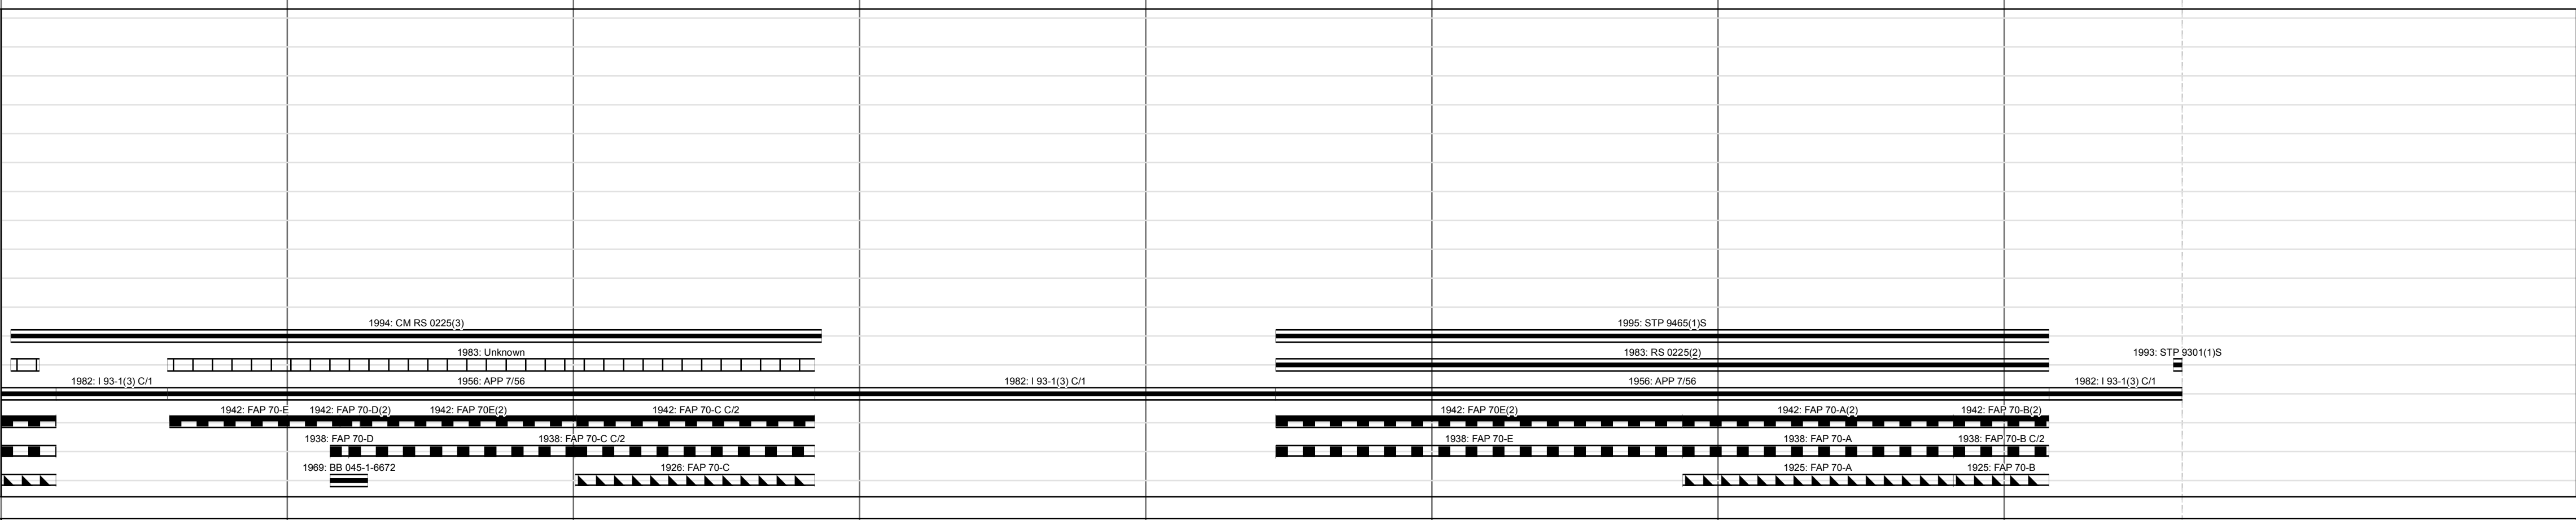 1994: CM RS 0225(3) 1995: STP 9465(1)S
1983: Unknown 1983: RS 0225(2) 1993: STP 9301(1)S
1982: I 93-1(3) C/1 1956: APP 7/56 1982: I 93-1(3) C/1 1956: APP 7/56 1982: I 93-1(3) C/1
1942: FAP 70-E 1942: FAP 70-D(2) 1942: FAP 70E(2) 1942: FAP 70-C C/2 1942: FAP 70E(2) 1942: FAP 70-A(2) 1942: FAP 70-B(2)
1938: FAP 70-D 1938: FAP 70-C C/2 1938: FAP 70-E 1938: FAP 70-A 1938: FAP 70-B C/2
1969: BB 045-1-6672 1926: FAP 70-C 1925: FAP 70-A 1925: FAP 70-B